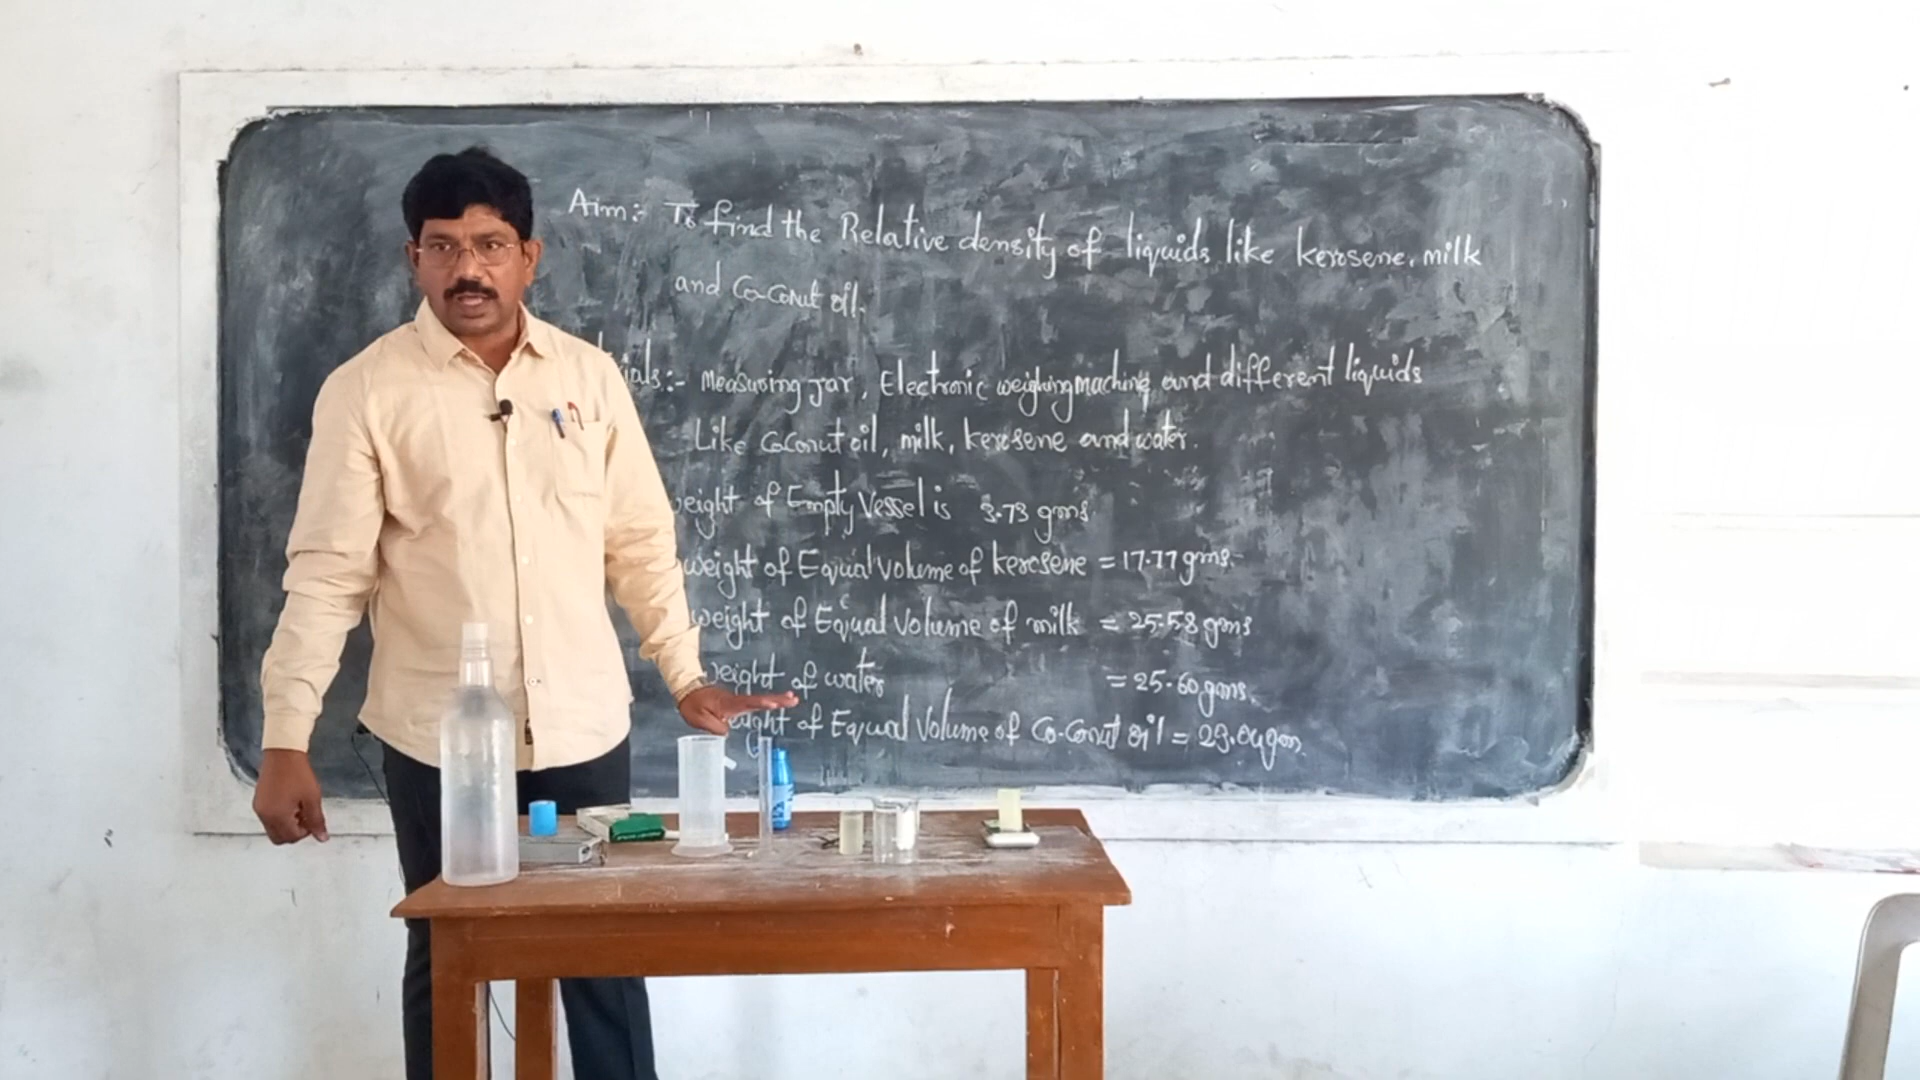 Aim:- To find the Relative density of liquids like kerosene, milk
and Co-Conut oil.
Measuring Jar, Electronic weighing maching and different liquids
Like Coconut oil, milk, kerosene and water.
weight of Empty Vessel is 3.73 gms
weight of Equal volume of kerosene = 17.77 gms.
weight of Equal Volume of milk = 25.58 gms
weight of water = 25.60 gms.
weight of Equal Volume of Co-Conut oil = 23.04 gm.